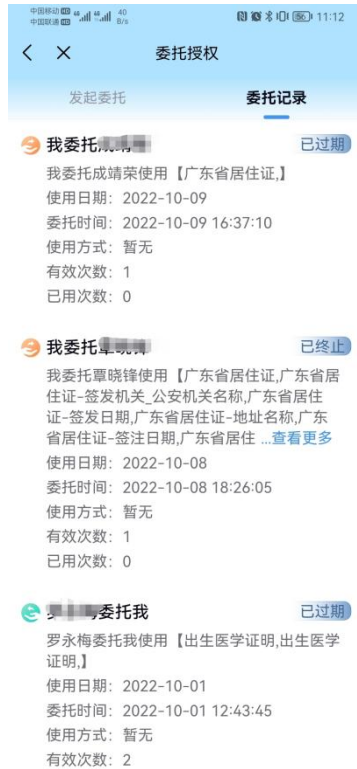 中国移动 HD 4G
中国联通 HD 4G
40
B/s
56
11:12
委托授权
发起委托
委托记录
我委托
已过期
我委托成靖荣使用【广东省居住证,】
使用日期：2022-10-09
委托时间：2022-10-09 16:37:10
使用方式：暂无
有效次数：1
已用次数：0
我委托
已终止
我委托覃晓锋使用【广东省居住证,广东省居
住证-签发机关_公安机关名称,广东省居住
证-签发日期,广东省居住证-地址名称,广东
省居住证-签注日期,广东省居住 ...查看更多
使用日期：2022-10-08
委托时间：2022-10-08 18:26:05
使用方式：暂无
有效次数：1
已用次数：0
委托我
已过期
罗永梅委托我使用【出生医学证明,出生医学
证明,】
使用日期：2022-10-01
委托时间：2022-10-01 12:43:45
使用方式：暂无
有效次数：2